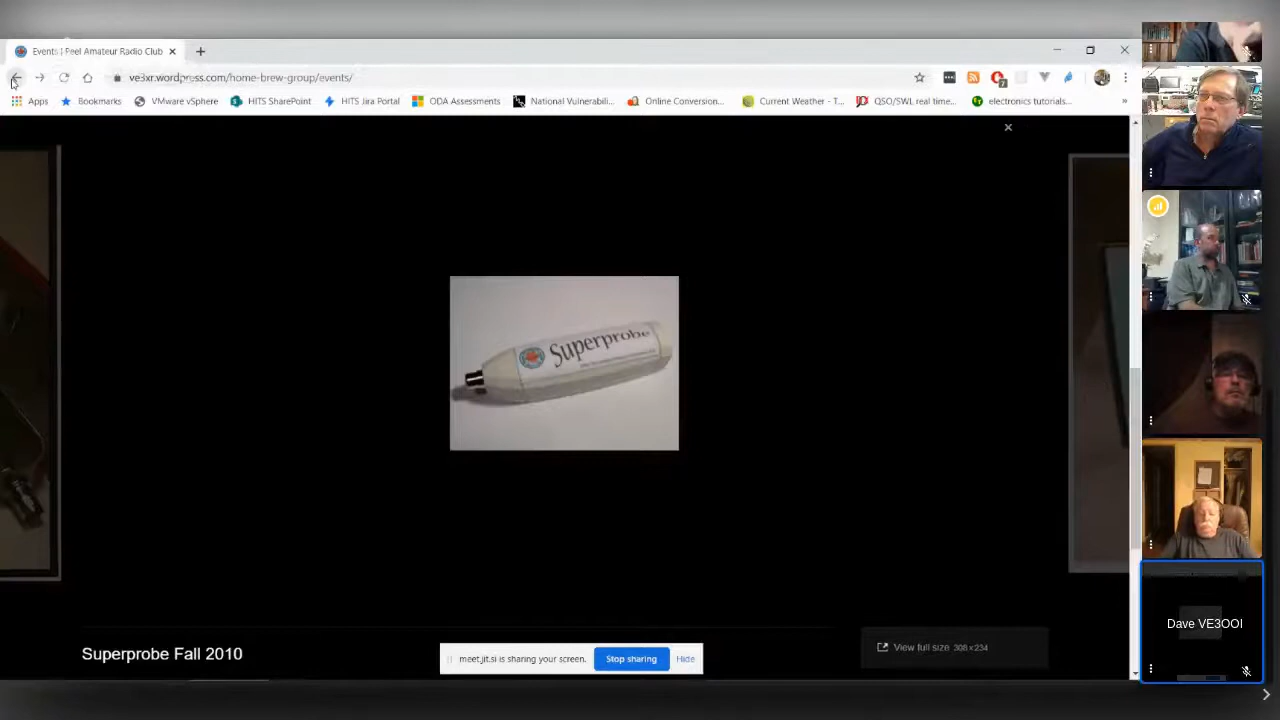 Events | Peel Amateur Radio Club
ve3xr.wordpress.com/home-brew-group/events/
Apps
Bookmarks
VMware vSphere
HITS SharePoint
HITS Jira Portal
ODA Assessments
National Vulnerabili...
Online Conversion...
Current Weather - T...
QSO/SWL real time...
electronics tutorials...
Superprobe
Dave VE3OOI
Superprobe Fall 2010
meet.jit.si is sharing your screen.
Stop sharing
Hide
View full size 308×234